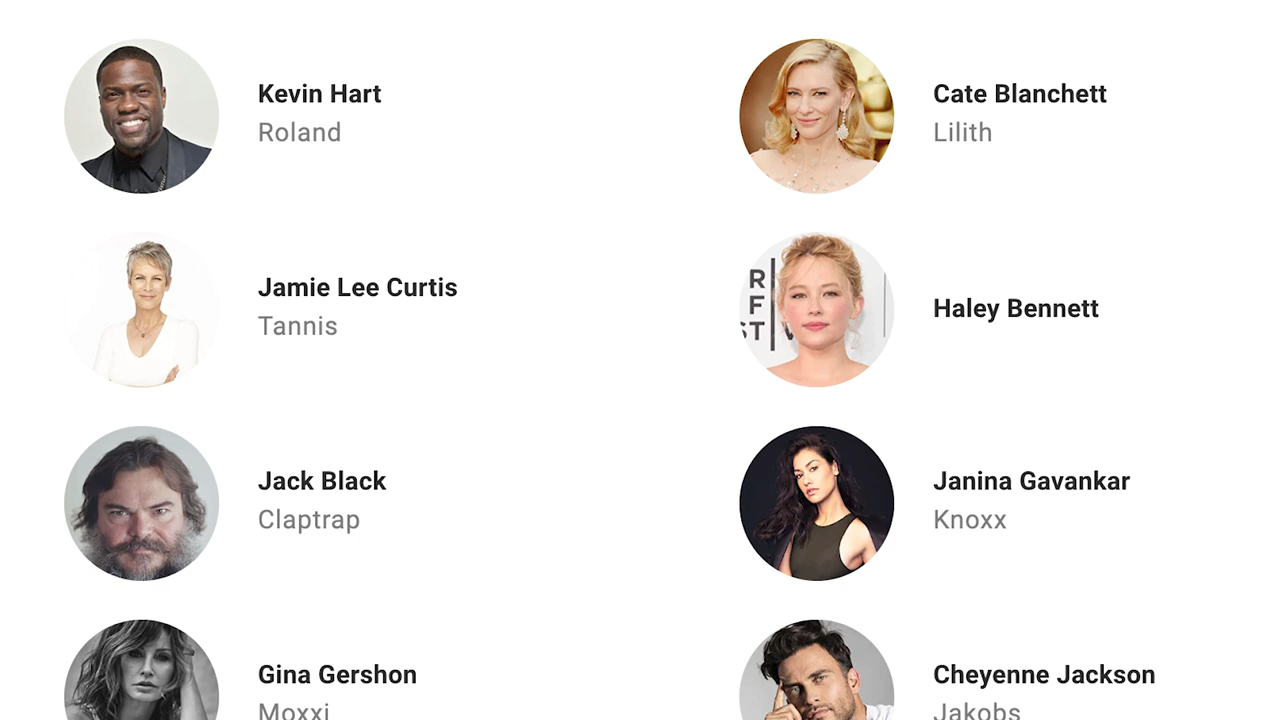 Kevin Hart
Roland
Cate Blanchett
Lilith
Jamie Lee Curtis
Tannis
R
F
ST
Haley Bennett
Jack Black
Claptrap
Janina Gavankar
Knoxx
Gina Gershon
Moxxi
Cheyenne Jackson
Jakobs